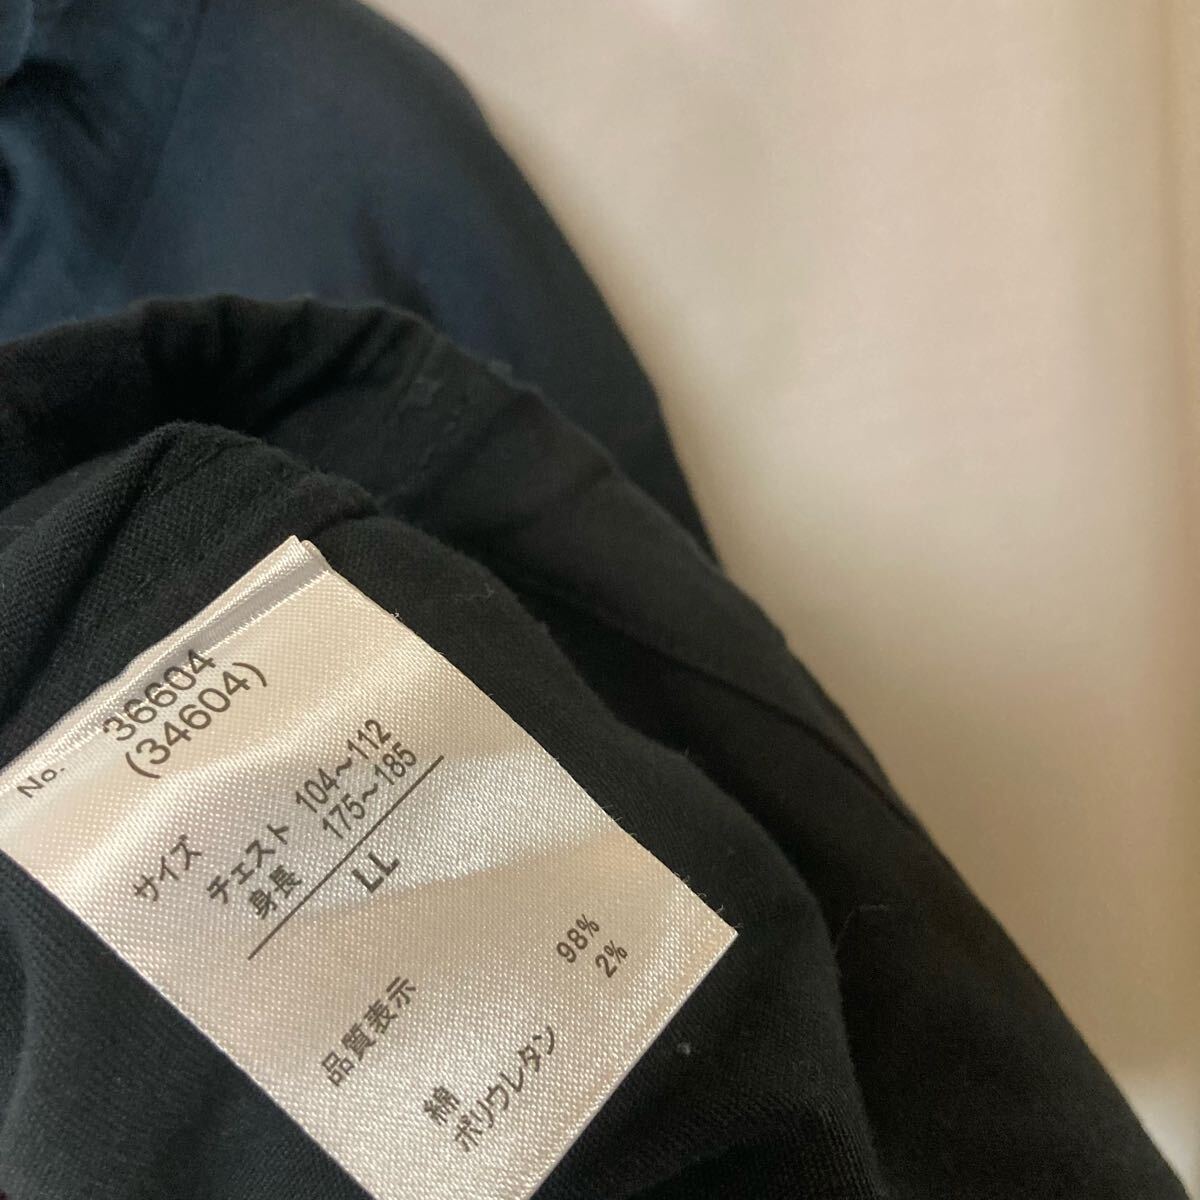 No. 36604
(34604)
サイズ
チェスト 104～112
身長 175～185
LL
品質表示
綿 98%
ポリウレタン 2%